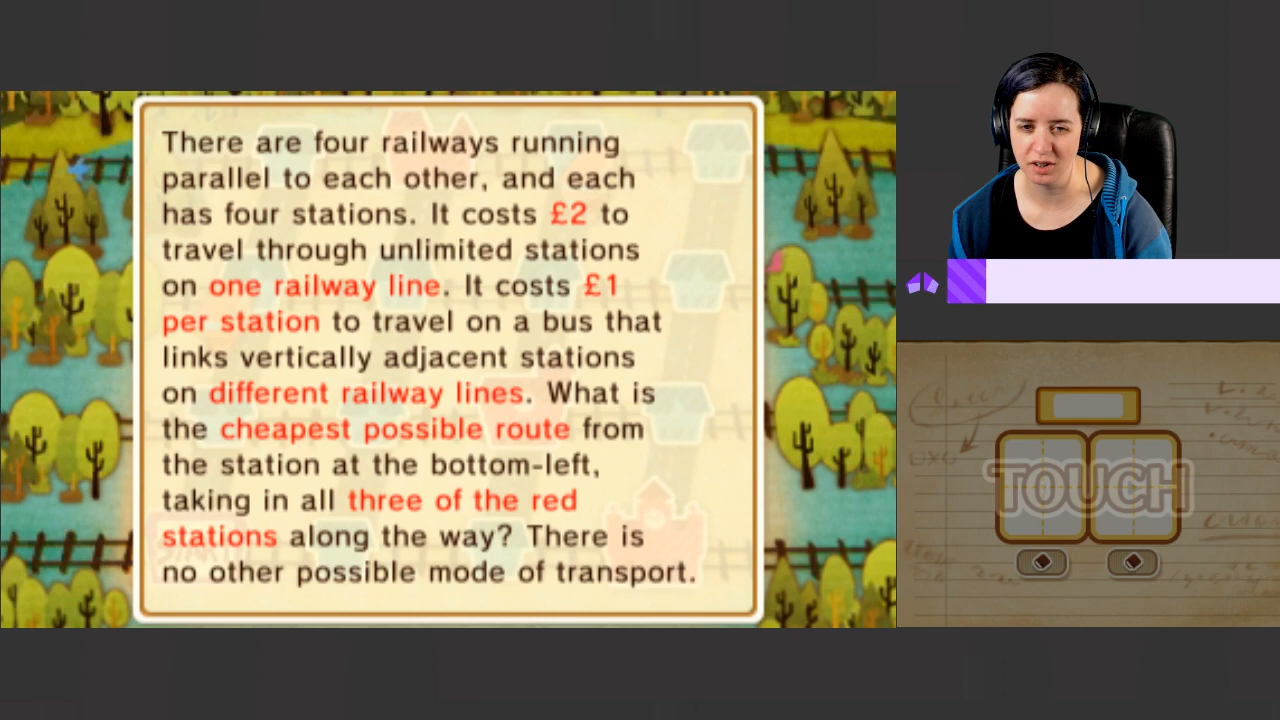 There are four railways running
parallel to each other, and each
has four stations. It costs £2 to
travel through unlimited stations
on one railway line. It costs £1
per station to travel on a bus that
links vertically adjacent stations
on different railway lines. What is
the cheapest possible route from
the station at the bottom-left,
taking in all three of the red
stations along the way? There is
no other possible mode of transport.
TOUCH